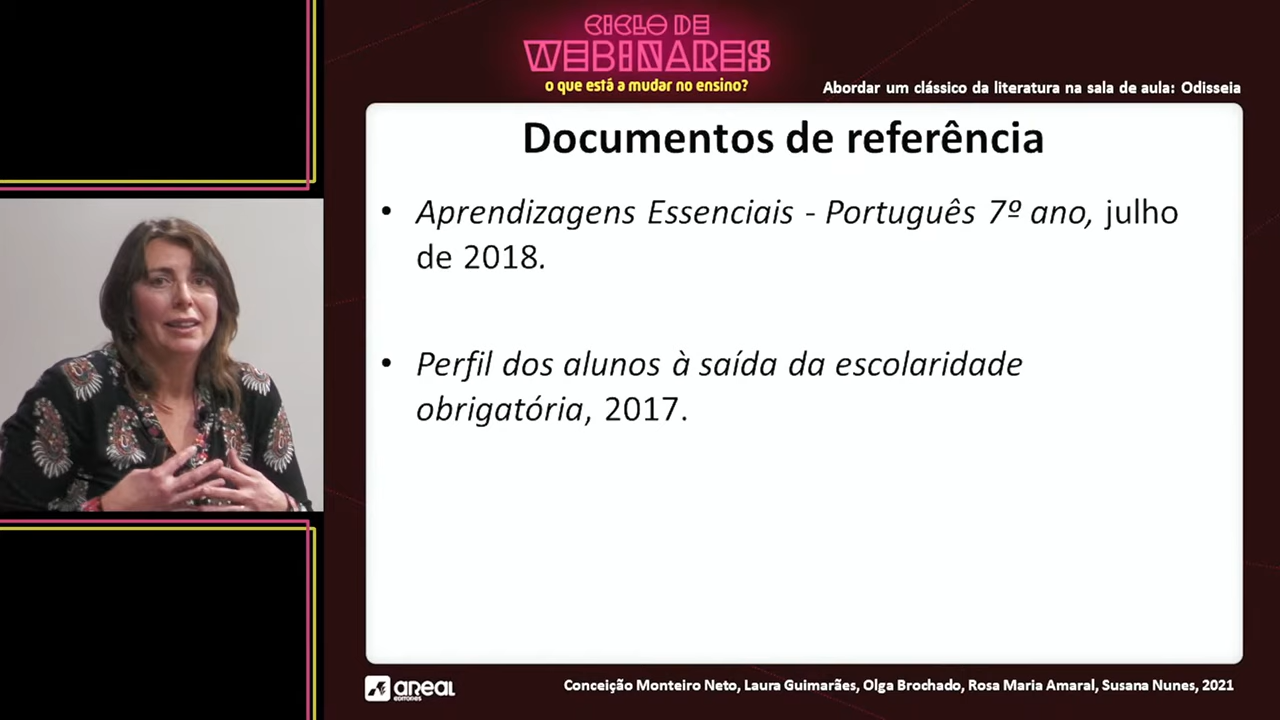 CICLO DE
WEBINARES
o que está a mudar no ensino?
Abordar um clássico da literatura na sala de aula: Odisseia
Documentos de referência
• Aprendizagens Essenciais - Português 7º ano, julho
de 2018.
• Perfil dos alunos à saída da escolaridade
obrigatória, 2017.
areal
EDITORES
Conceição Monteiro Neto, Laura Guimarães, Olga Brochado, Rosa Maria Amaral, Susana Nunes, 2021